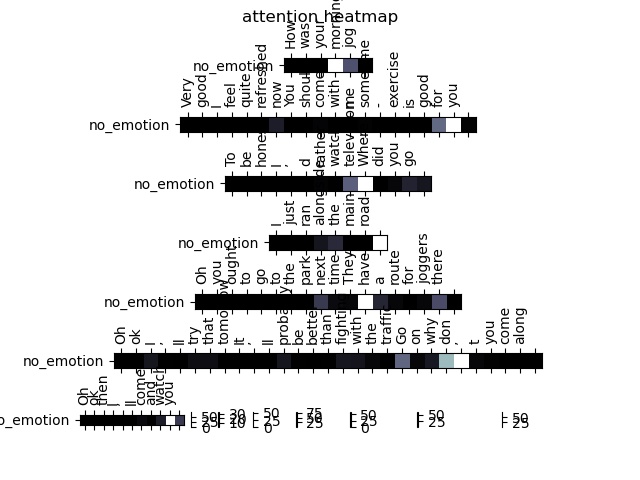 attention heatmap
How was your morning jog
no_emotion
Very good I feel quite refreshed now You should come with me sometime - exercise is good for you
no_emotion
To be honest I , d rather watch television When did you go
no_emotion
I just ran alongside the main road
no_emotion
Oh you ought to go to the park next time They have a route for joggers there
no_emotion
Oh ok I , ll try that tomorrow It , ll probably be better than fighting with the traffic Go on why don , t you come along
no_emotion
Oh ok then I , ll come and watch you
no_emotion
50 25 0
30 20 10
50 25
75 50 25
50 25 0
50 25
50 25